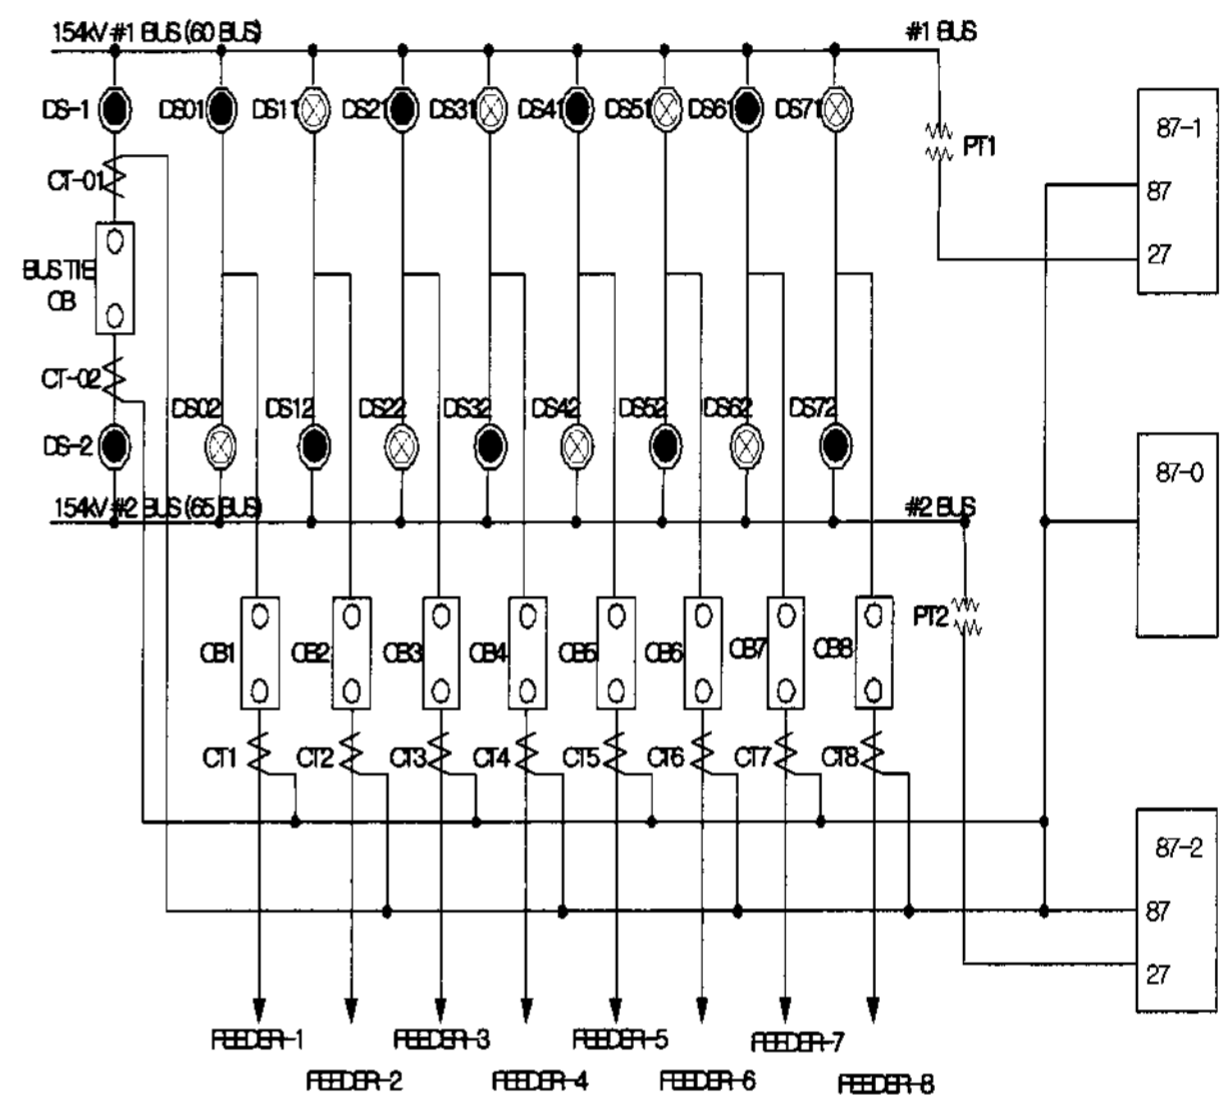 154kV #1 BUS (60 BUS)
#1 BUS
DS-1
DS01
DS11
DS21
DS31
DS41
DS51
DS61
DS71
87-1
PT1
CT-01
87
27
BUS TIE
CB
CT-02
DS02
DS12
DS22
DS32
DS42
DS52
DS62
DS72
DS-2
87-0
154kV #2 BUS (65 BUS)
#2 BUS
PT2
CB1
CB2
CB3
CB4
CB5
CB6
CB7
CB8
CT1
CT2
CT3
CT4
CT5
CT6
CT7
CT8
87-2
87
27
FEEDER-1
FEEDER-3
FEEDER-5
FEEDER-7
FEEDER-2
FEEDER-4
FEEDER-6
FEEDER-8